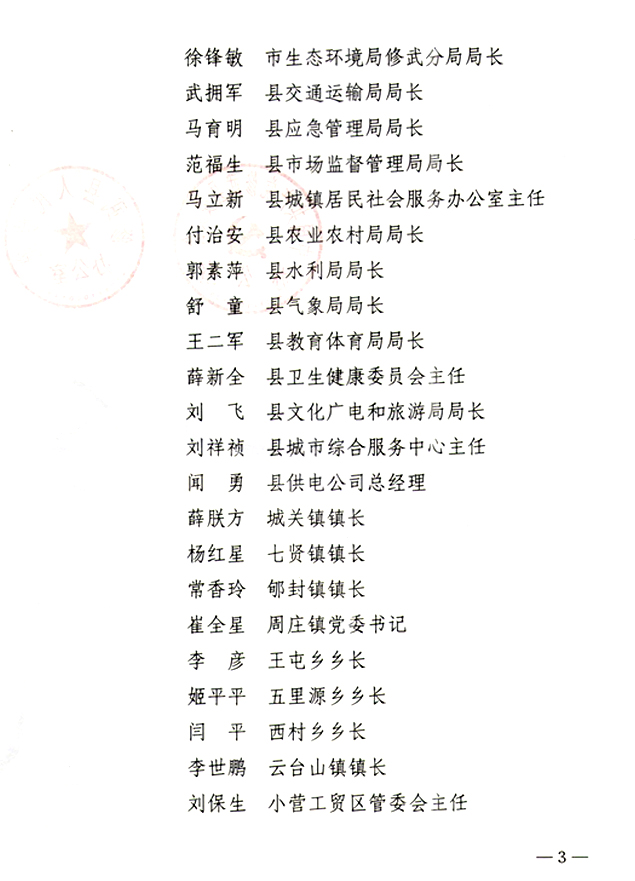 徐锋敏 市生态环境局修武分局局长
武拥军 县交通运输局局长
马育明 县应急管理局局长
范福生 县市场监督管理局局长
马立新 县城镇居民社会服务办公室主任
付治安 县农业农村局局长
郭素萍 县水利局局长
舒 童 县气象局局长
王二军 县教育体育局局长
薛新全 县卫生健康委员会主任
刘 飞 县文化广电和旅游局局长
刘祥祯 县城市综合服务中心主任
闻 勇 县供电公司总经理
薛朕方 城关镇镇长
杨红星 七贤镇镇长
常香玲 郇封镇镇长
崔全星 周庄镇党委书记
李 彦 王屯乡乡长
姬平平 五里源乡乡长
闫 平 西村乡乡长
李世鹏 云台山镇镇长
刘保生 小营工贸区管委会主任
— 3 —